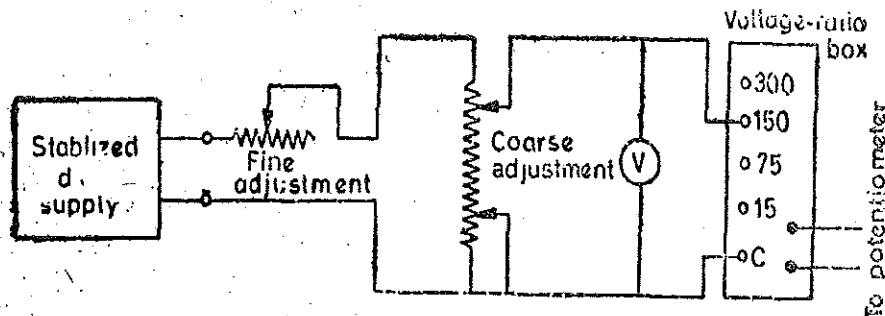 Voltage-ratio
box
300
150
75
15
C
To potentiometer
Stablized
d.
supply
Fine
adjustment
Coarse
adjustment
V